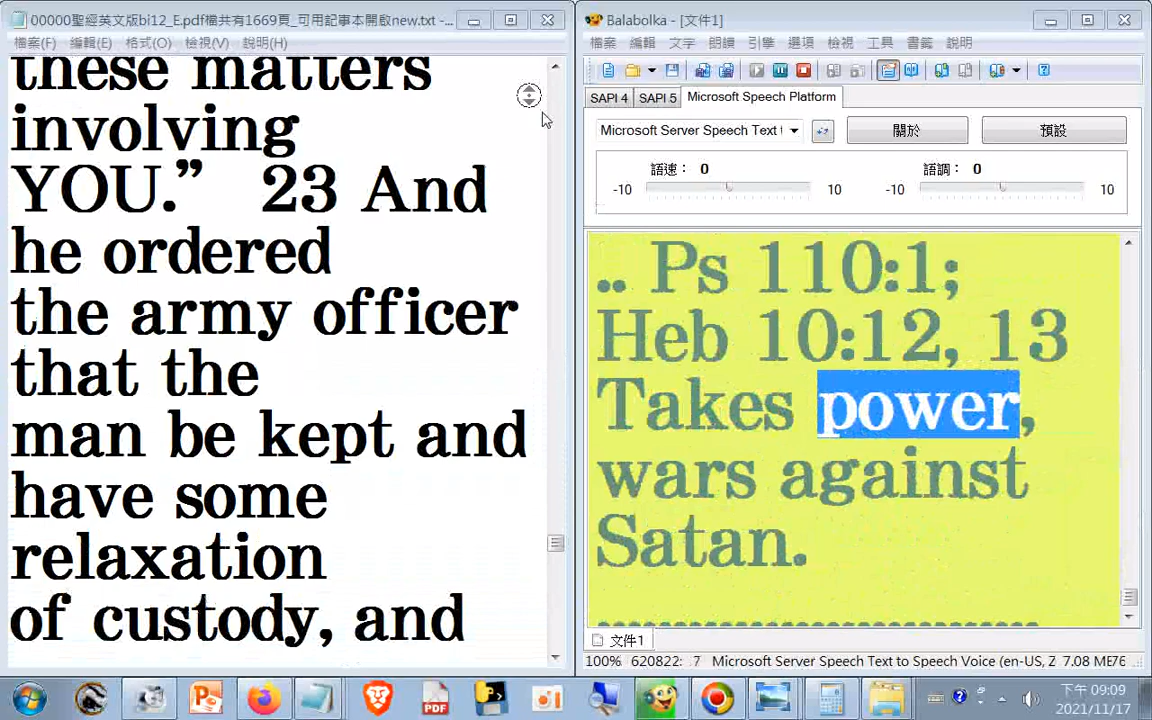 00000聖經英文版bi12_E.pdf檔共有1669頁_可用記事本開啟new.txt -...
檔案(F) 編輯(E) 格式(O) 檢視(V) 說明(H)
these matters
involving
YOU.” 23 And
he ordered
the army officer
that the
man be kept and
have some
relaxation
of custody, and
Balabolka - [文件1]
檔案 編輯 文字 朗讀 引擎 選項 檢視 工具 書籤 說明
SAPI 4 SAPI 5 Microsoft Speech Platform
Microsoft Server Speech Text 關於 預設
語速： 0 語調： 0
-10 10 -10 10
.. Ps 110:1;
Heb 10:12, 13
Takes power,
wars against
Satan.
文件1
100% 620822: 7 Microsoft Server Speech Text to Speech Voice (en-US, Z 7.08 ME76
PDF
下午 09:09
2021/11/17